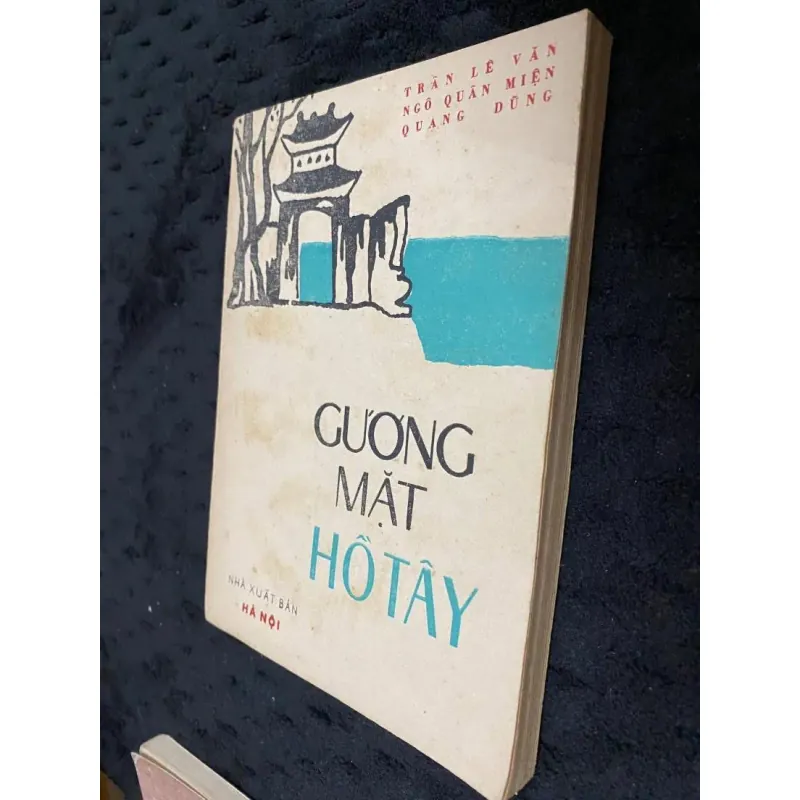 TRẦN LÊ VĂN
NGÔ QUÂN MIỆN
QUANG DŨNG
GƯƠNG
MẶT
HỒ TÂY
NHÀ XUẤT BẢN
HÀ NỘI